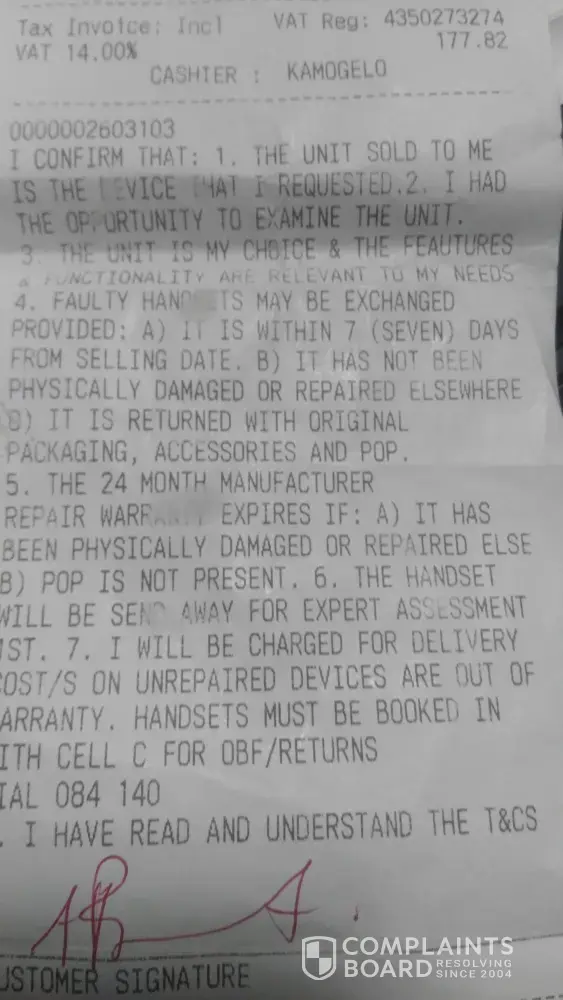 Tax Invoice: Incl VAT Reg: 4350273274
VAT 14.00% 177.82
CASHIER : KAMOGELO
0000002603103
I CONFIRM THAT: 1. THE UNIT SOLD TO ME
IS THE DEVICE THAT I REQUESTED.2. I HAD
THE OPPORTUNITY TO EXAMINE THE UNIT.
3. THE UNIT IS MY CHOICE & THE FEAUTURES
& FUNCTIONALITY ARE RELEVANT TO MY NEEDS
4. FAULTY HANDSETS MAY BE EXCHANGED
PROVIDED: A) IT IS WITHIN 7 (SEVEN) DAYS
FROM SELLING DATE. B) IT HAS NOT BEEN
PHYSICALLY DAMAGED OR REPAIRED ELSEWHERE
C) IT IS RETURNED WITH ORIGINAL
PACKAGING, ACCESSORIES AND POP.
5. THE 24 MONTH MANUFACTURER
REPAIR WARRANTY EXPIRES IF: A) IT HAS
BEEN PHYSICALLY DAMAGED OR REPAIRED ELSE
B) POP IS NOT PRESENT. 6. THE HANDSET
WILL BE SEND AWAY FOR EXPERT ASSESSMENT
1ST. 7. I WILL BE CHARGED FOR DELIVERY
COST/S ON UNREPAIRED DEVICES ARE OUT OF
ARRANTY. HANDSETS MUST BE BOOKED IN
ITH CELL C FOR OBF/RETURNS
IAL 084 140
. I HAVE READ AND UNDERSTAND THE T&CS
USTOMER SIGNATURE
COMPLAINTS
BOARD RESOLVING
SINCE 2004